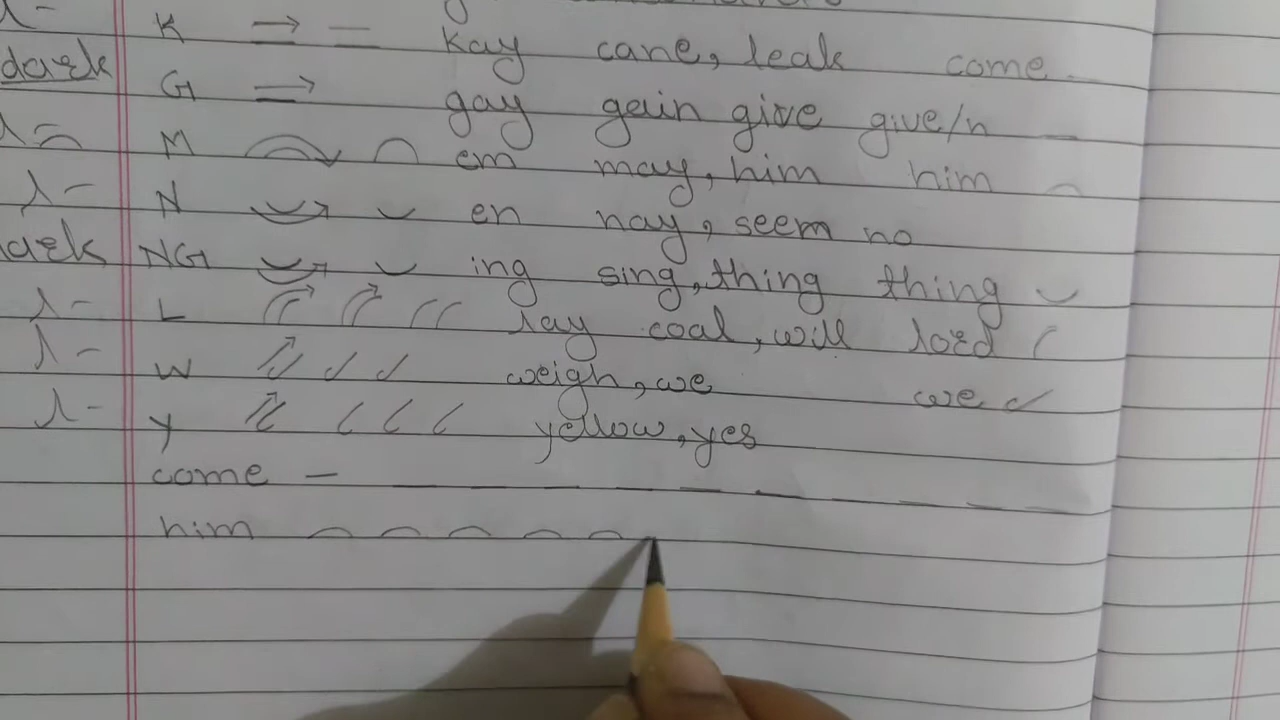 K kay cane, leak come
dark G gay gain give give/n
M em may, him him
N en nay, seem no
dark NG ing sing, thing thing
L lay coal, will lord
W weigh, we we
Y yellow, yes
come
him